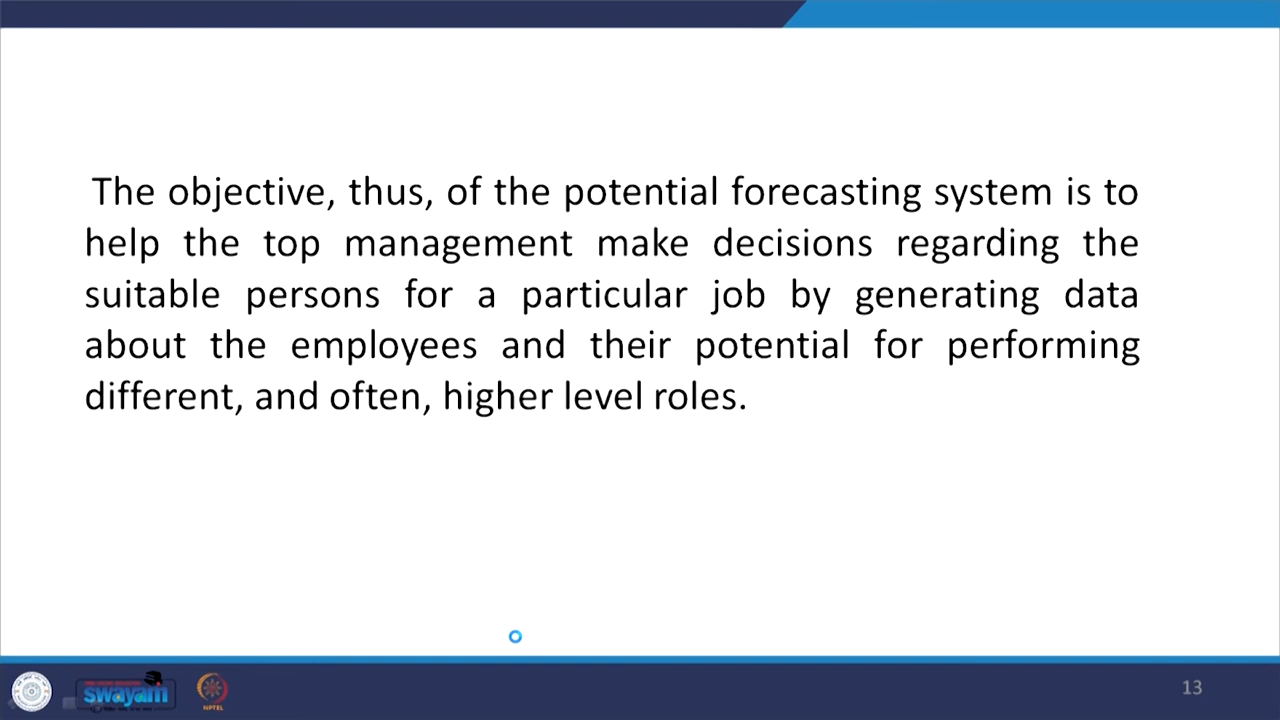 The objective, thus, of the potential forecasting system is to
help the top management make decisions regarding the
suitable persons for a particular job by generating data
about the employees and their potential for performing
different, and often, higher level roles.
swayam
NPTEL
13